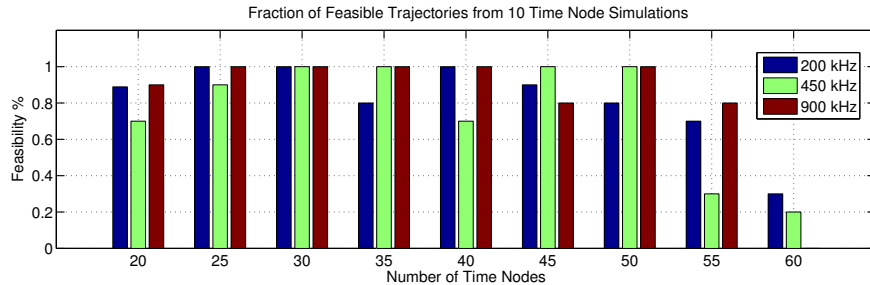 Fraction of Feasible Trajectories from 10 Time Node Simulations
Feasibility %
1
0.8
0.6
0.4
0.2
0
200 kHz
450 kHz
900 kHz
20 25 30 35 40 45 50 55 60
Number of Time Nodes